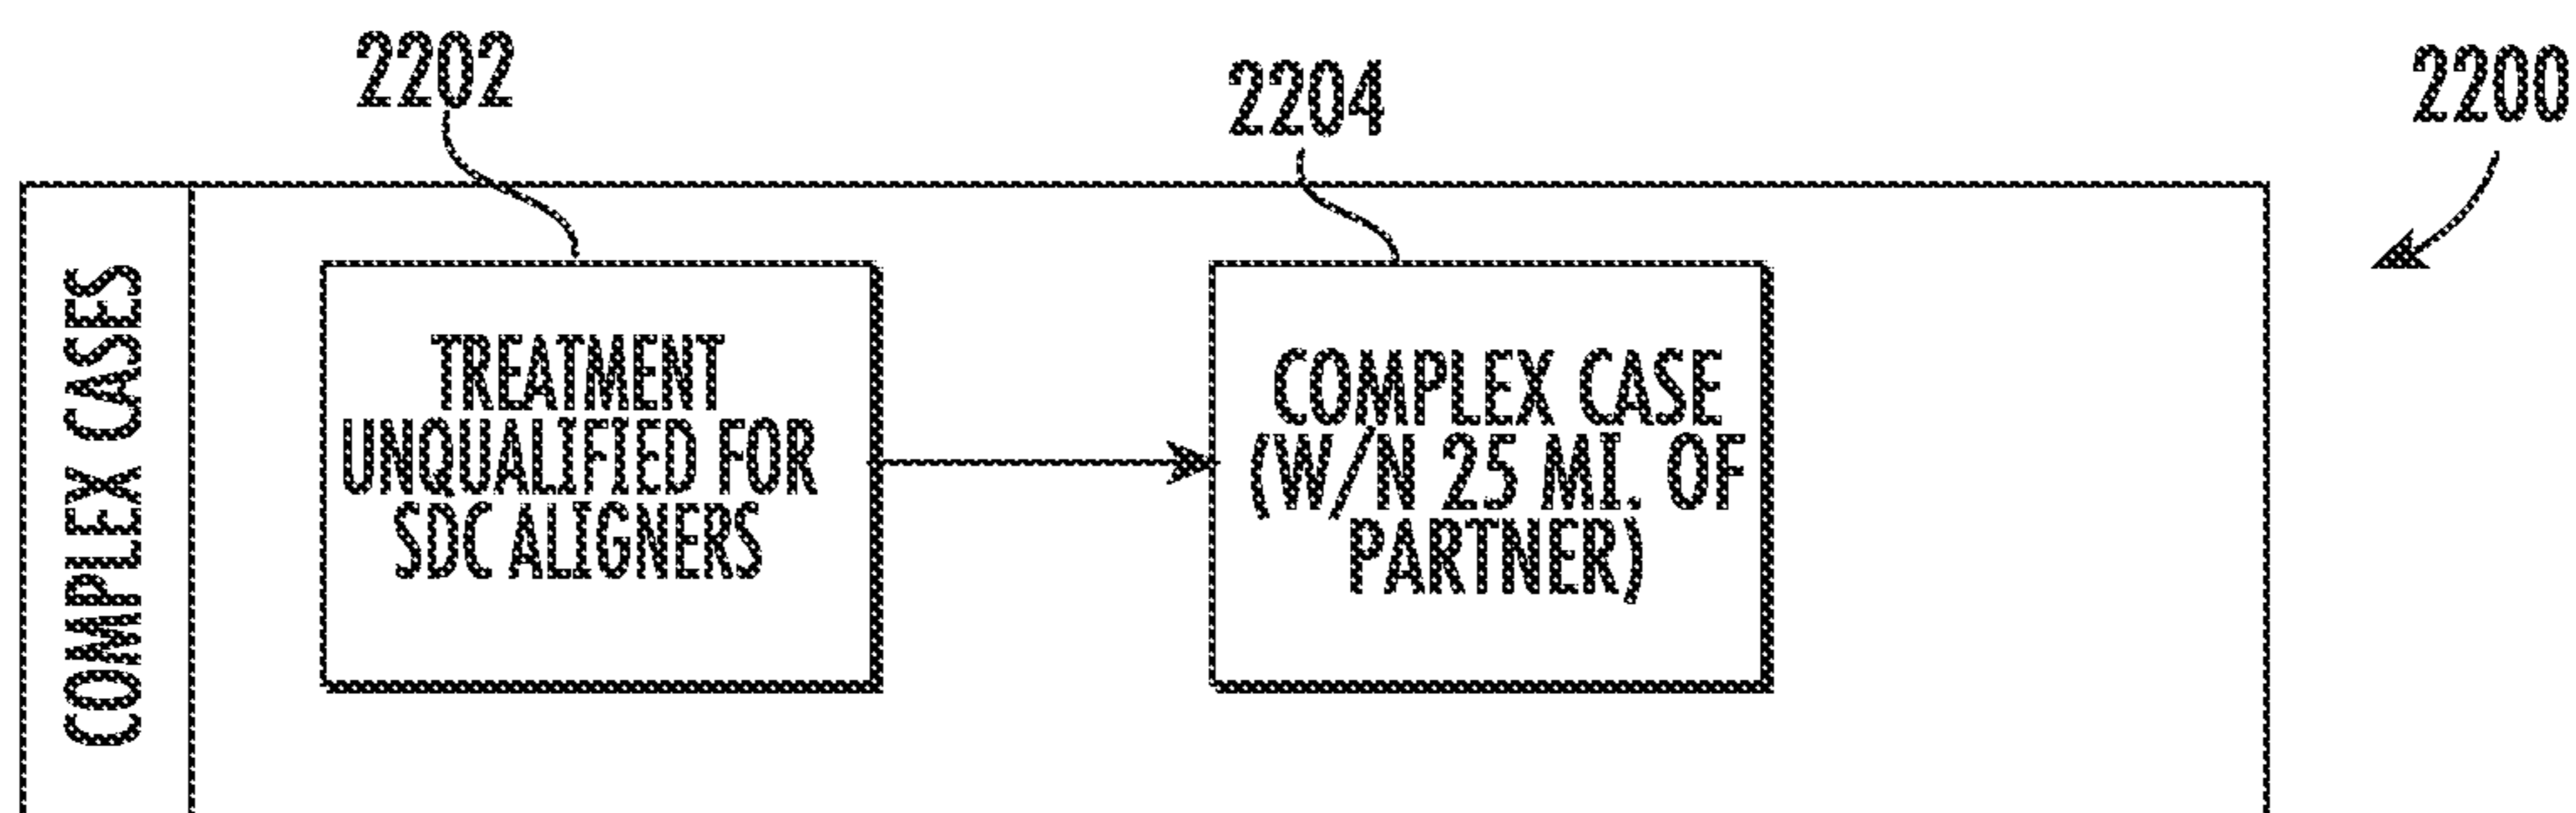 2202
2204
2200
COMPLEX CASES
TREATMENT
UNQUALIFIED FOR
SDC ALIGNERS
COMPLEX CASE
(W/N 25 MI. OF
PARTNER)